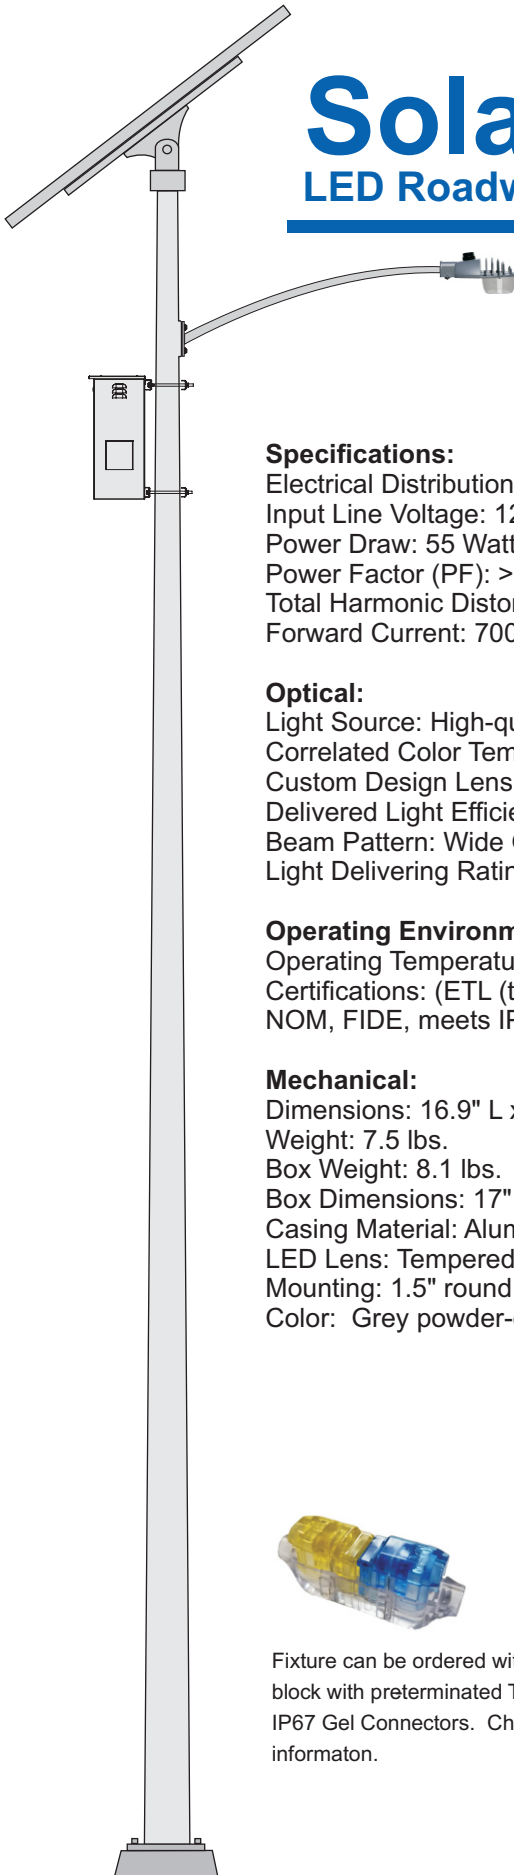 Sola
LED Roadw
Specifications:
Electrical Distribution
Input Line Voltage: 12
Power Draw: 55 Watt
Power Factor (PF): >
Total Harmonic Distor
Forward Current: 700
Optical:
Light Source: High-qu
Correlated Color Tem
Custom Design Lens
Delivered Light Efficie
Beam Pattern: Wide
Light Delivering Ratin
Operating Environm
Operating Temperatu
Certifications: (ETL (t
NOM, FIDE, meets IP
Mechanical:
Dimensions: 16.9" L x
Weight: 7.5 lbs.
Box Weight: 8.1 lbs.
Box Dimensions: 17"
Casing Material: Alum
LED Lens: Tempered
Mounting: 1.5" round
Color: Grey powder-
Fixture can be ordered wit
block with preterminated T
IP67 Gel Connectors. Ch
informaton.